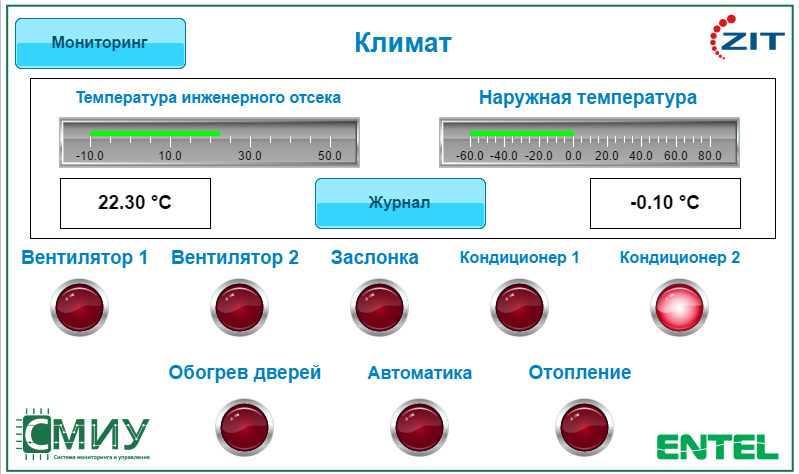 Мониторинг
Климат
ZIT
Температура инженерного отсека
Наружная температура
-10.0 10.0 30.0 50.0
-60.0 -40.0 -20.0 0.0 20.0 40.0 60.0 80.0
22.30 °C
Журнал
-0.10 °C
Вентилятор 1
Вентилятор 2
Заслонка
Кондиционер 1
Кондиционер 2
Обогрев дверей
Автоматика
Отопление
СМИУ
Система мониторинга и управления
ENTEL